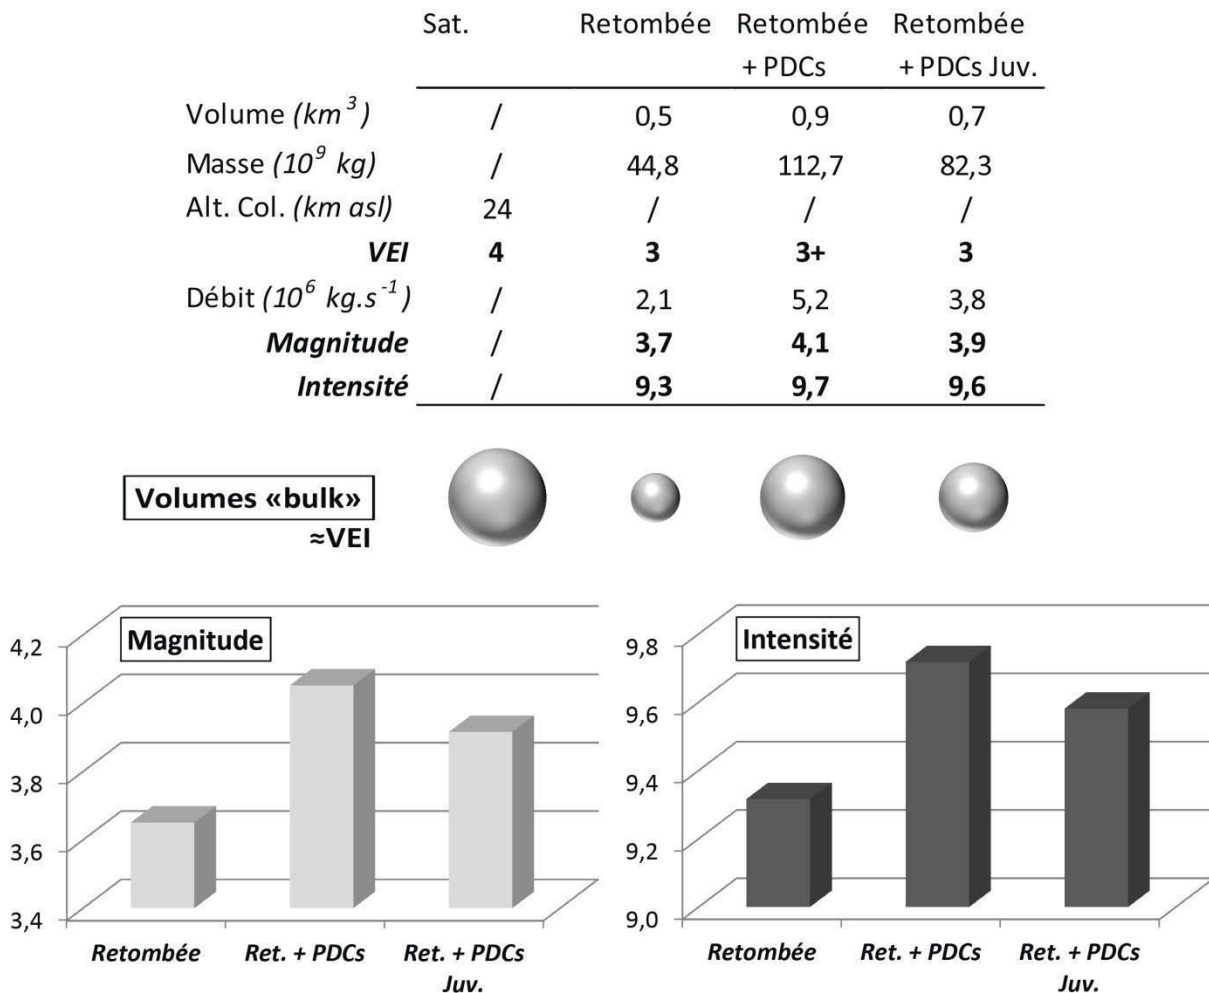 Sat. Retombée Retombée Retombée
+ PDCs + PDCs Juv.
Volume (km³) / 0,5 0,9 0,7
Masse (10⁹ kg) / 44,8 112,7 82,3
Alt. Col. (km asl) 24 / / /
VEI 4 3 3+ 3
Débit (10⁶ kg.s⁻¹) / 2,1 5,2 3,8
Magnitude / 3,7 4,1 3,9
Intensité / 9,3 9,7 9,6
Volumes «bulk»
≈VEI
Magnitude
4,2
4,0
3,8
3,6
3,4
Retombée Ret. + PDCs Ret. + PDCs
Juv.
Intensité
9,8
9,6
9,4
9,2
9,0
Retombée Ret. + PDCs Ret. + PDCs
Juv.